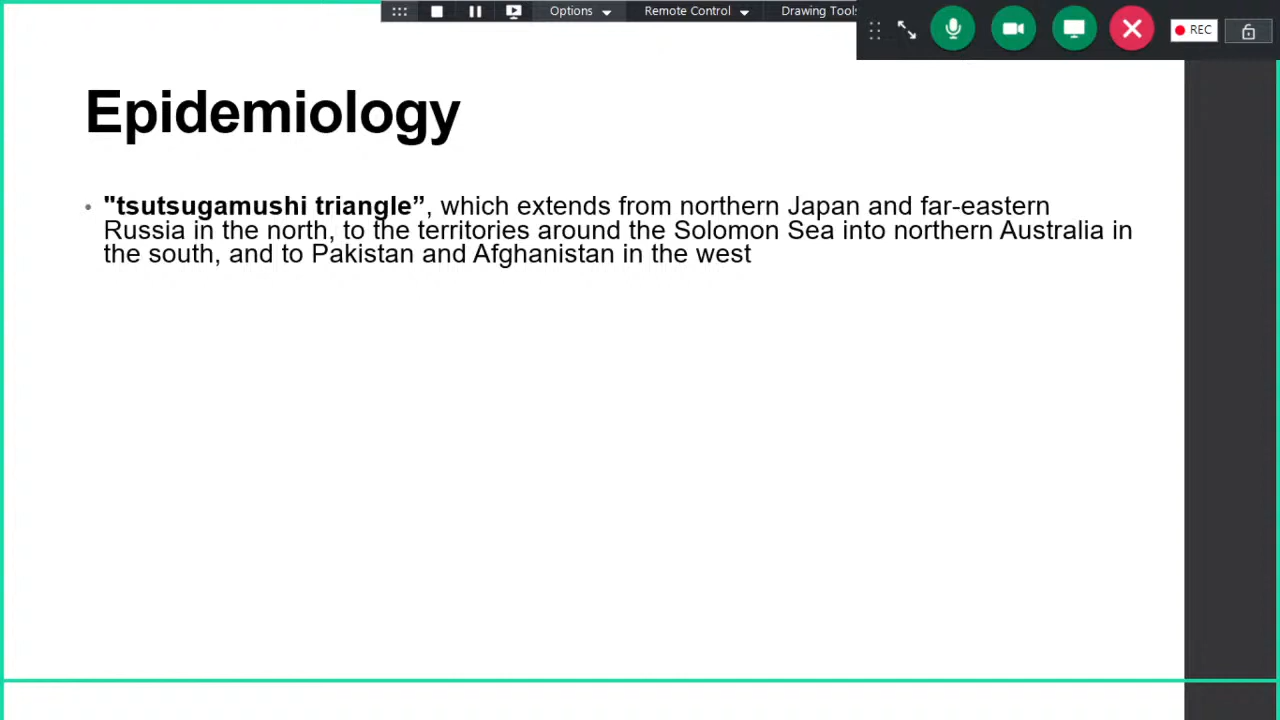 Options
Remote Control
Drawing Tools
REC
Epidemiology
• "tsutsugamushi triangle”, which extends from northern Japan and far-eastern
Russia in the north, to the territories around the Solomon Sea into northern Australia in
the south, and to Pakistan and Afghanistan in the west